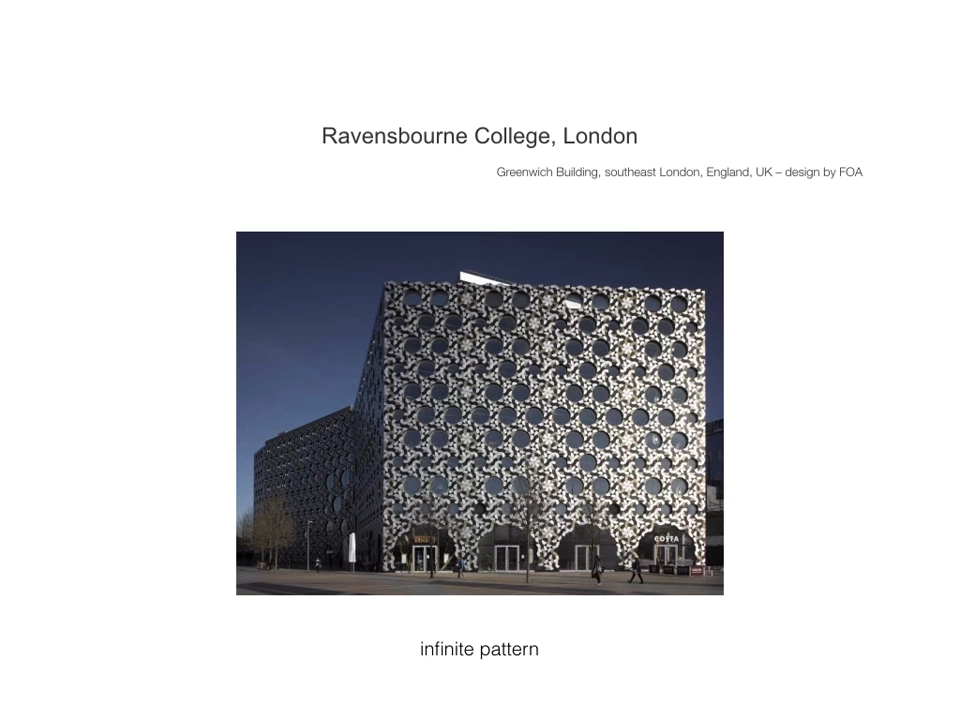 Ravensbourne College, London
Greenwich Building, southeast London, England, UK – design by FOA
COSTA
infinite pattern